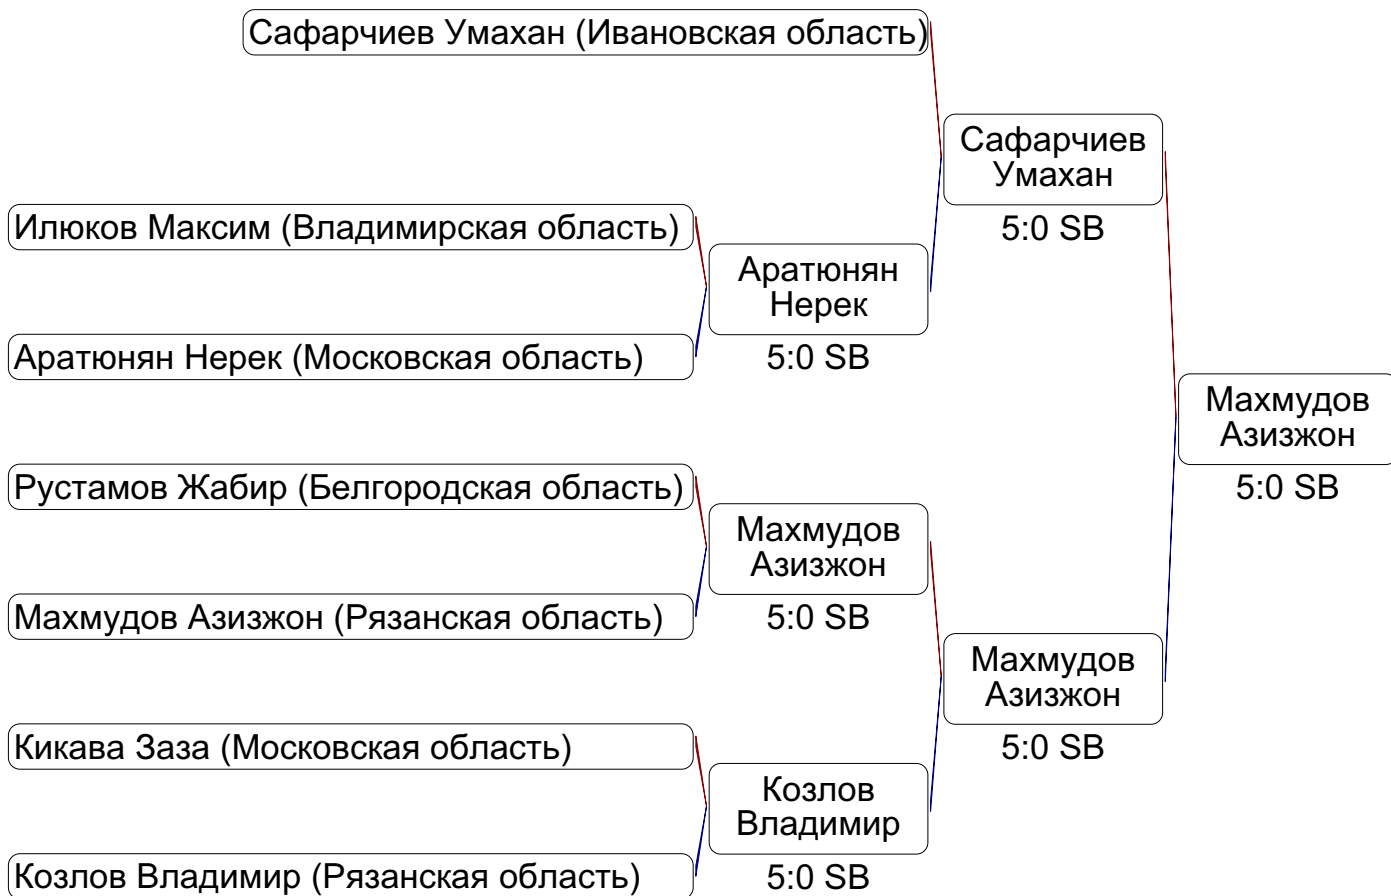 Сафарчиев Умахан (Ивановская область)
Сафарчиев
Умахан
5:0 SB
Илюков Максим (Владимирская область)
Аратюнян
Нерек
5:0 SB
Аратюнян Нерек (Московская область)
Махмудов
Азизжон
5:0 SB
Рустамов Жабир (Белгородская область)
Махмудов
Азизжон
5:0 SB
Махмудов Азизжон (Рязанская область)
Махмудов
Азизжон
5:0 SB
Кикава Заза (Московская область)
Козлов
Владимир
5:0 SB
Козлов Владимир (Рязанская область)